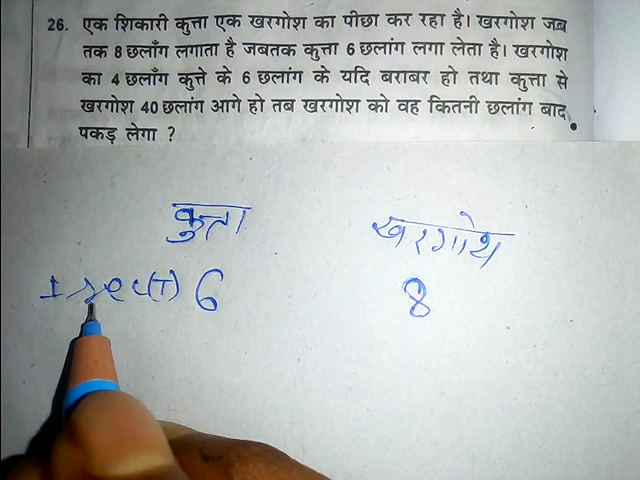 26. एक शिकारी कुत्ता एक खरगोश का पीछा कर रहा है। खरगोश जब
तक 8 छलाँग लगाता है जबतक कुत्ता 6 छलांग लगा लेता है। खरगोश
का 4 छलाँग कुत्ते के 6 छलांग के यदि बराबर हो तथा कुत्ता से
खरगोश 40 छलांग आगे हो तब खरगोश को वह कितनी छलांग बाद
पकड़ लेगा ?
कुत्ता खरगोश
1 sec (T) 6 8